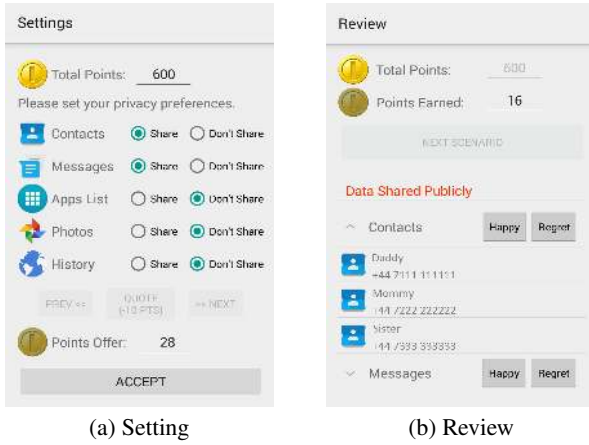 Settings
Total Points: 600
Please set your privacy preferences.
Contacts Share Don't Share
Messages Share Don't Share
Apps List Share Don't Share
Photos Share Don't Share
History Share Don't Share
PREV << QUOTE (-10 PTS) >> NEXT
Points Offer: 28
ACCEPT
(a) Setting
Review
Total Points: 600
Points Earned: 16
NEXT SCENARIO
Data Shared Publicly
Contacts Happy Regret
Daddy
+44 7111 111111
Mommy
+44 7222 222222
Sister
+44 7333 333333
Messages Happy Regret
(b) Review